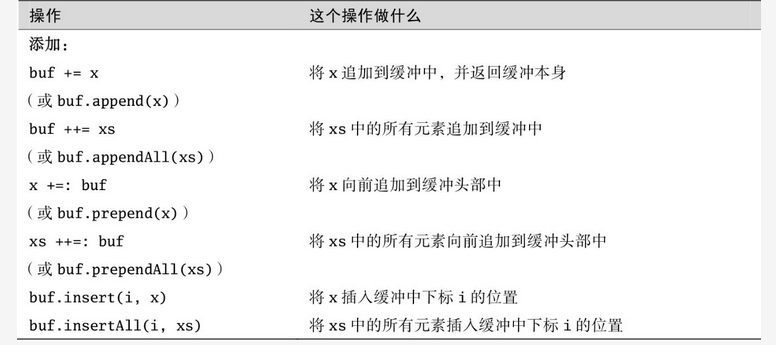 操作 这个操作做什么
添加：
buf += x 将 x 追加到缓冲中，并返回缓冲本身
（或 buf.append(x)）
buf ++= xs 将 xs 中的所有元素追加到缓冲中
（或 buf.appendAll(xs)）
x +=: buf 将 x 向前追加到缓冲头部中
（或 buf.prepend(x)）
xs ++=: buf 将 xs 中的所有元素向前追加到缓冲头部中
（或 buf.prependAll(xs)）
buf.insert(i, x) 将 x 插入缓冲中下标 i 的位置
buf.insertAll(i, xs) 将 xs 中的所有元素插入缓冲中下标 i 的位置